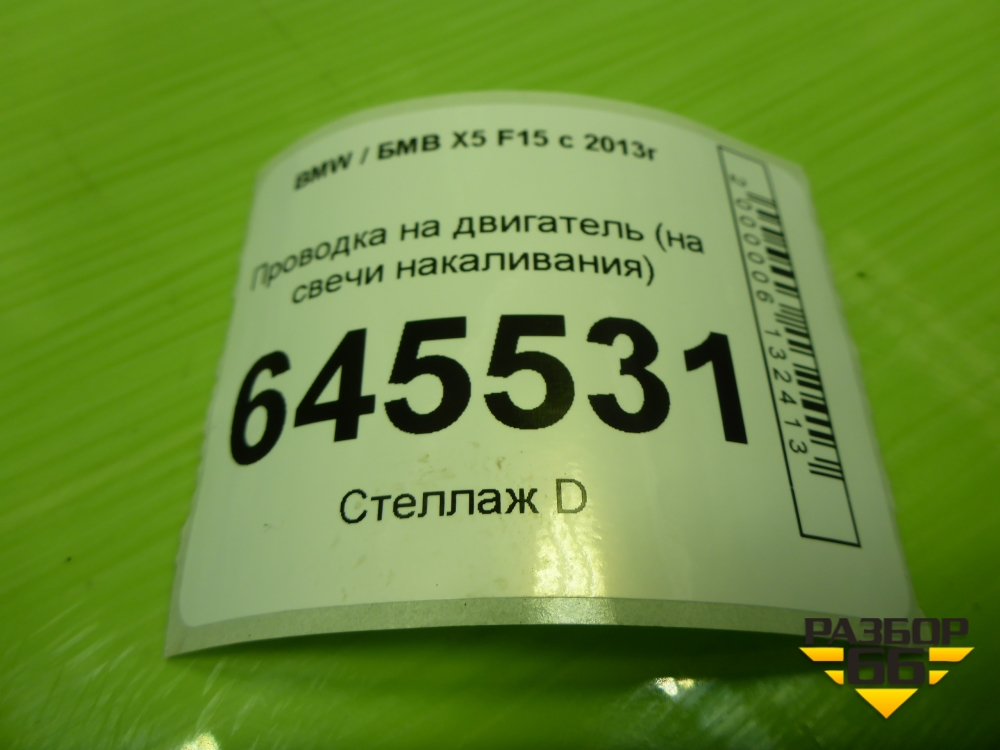 BMW / БМВ X5 F15 с 2013г
Проводка на двигатель (на
свечи накаливания)
645531
Стеллаж D
2000006132413
РАЗБОР
66